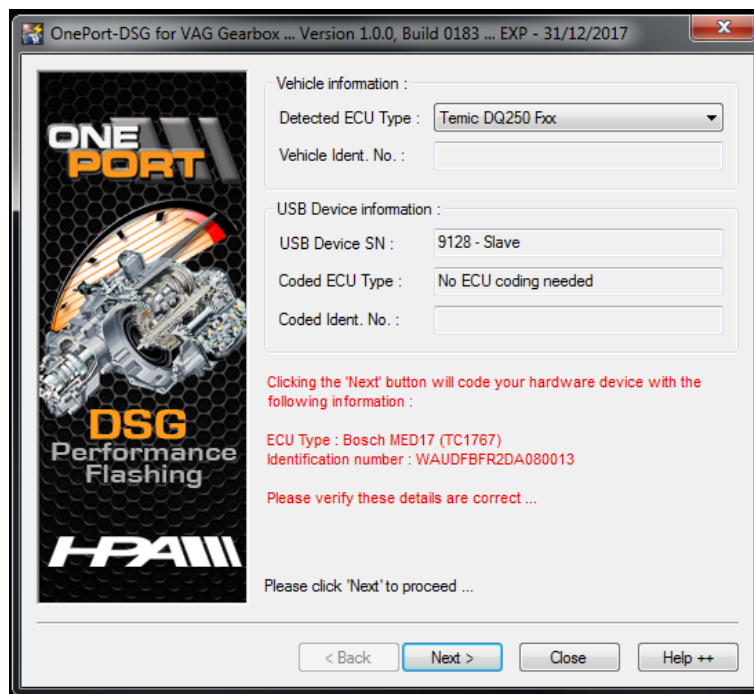 OnePort-DSG for VAG Gearbox ... Version 1.0.0, Build 0183 ... EXP - 31/12/2017
ONE
PORT
DSG
Performance
Flashing
HPA
Vehicle information :
Detected ECU Type : Temic DQ250 Fxx
Vehicle Ident. No. :
USB Device information :
USB Device SN : 9128 - Slave
Coded ECU Type : No ECU coding needed
Coded Ident. No. :
Clicking the 'Next' button will code your hardware device with the
following information :
ECU Type : Bosch MED17 (TC1767)
Identification number : WAUDFBFR2DA080013
Please verify these details are correct ...
Please click 'Next' to proceed ...
< Back Next > Close Help ++